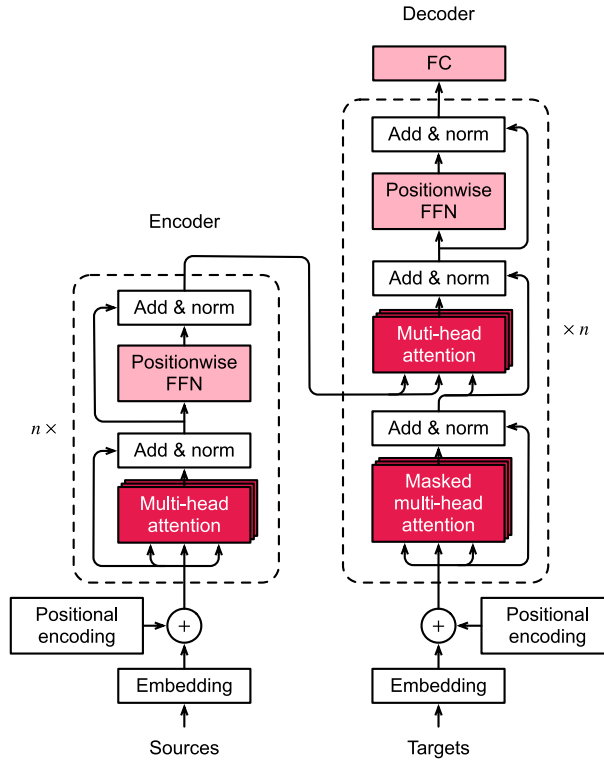 Decoder
FC
Add & norm
Positionwise
FFN
Add & norm
Muti-head
attention
× n
Add & norm
Masked
multi-head
attention
Positional
encoding
+
Embedding
Targets
Encoder
Add & norm
Positionwise
FFN
n ×
Add & norm
Multi-head
attention
Positional
encoding
+
Embedding
Sources